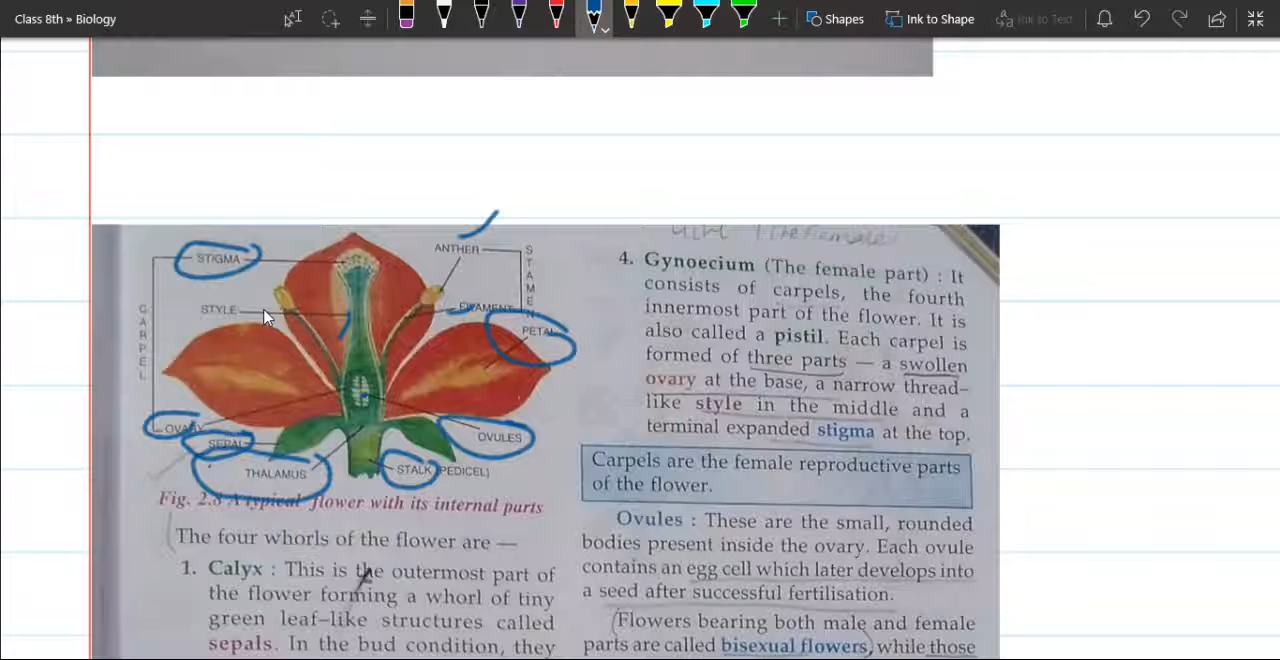 Class 8th » Biology
Shapes
Ink to Shape
Ink to Text
STIGMA
ANTHER
STAMEN
STYLE
FILAMENT
CARPEL
PETAL
OVARY
SEPAL
OVULES
THALAMUS
STALK (PEDICEL)
Fig. 2.8 A typical flower with its internal parts
The four whorls of the flower are —
1. Calyx : This is the outermost part of
the flower forming a whorl of tiny
green leaf-like structures called
sepals. In the bud condition, they
4. Gynoecium (The female part) : It
consists of carpels, the fourth
innermost part of the flower. It is
also called a pistil. Each carpel is
formed of three parts — a swollen
ovary at the base, a narrow thread-
like style in the middle and a
terminal expanded stigma at the top.
Carpels are the female reproductive parts
of the flower.
Ovules : These are the small, rounded
bodies present inside the ovary. Each ovule
contains an egg cell which later develops into
a seed after successful fertilisation.
Flowers bearing both male and female
parts are called bisexual flowers, while those